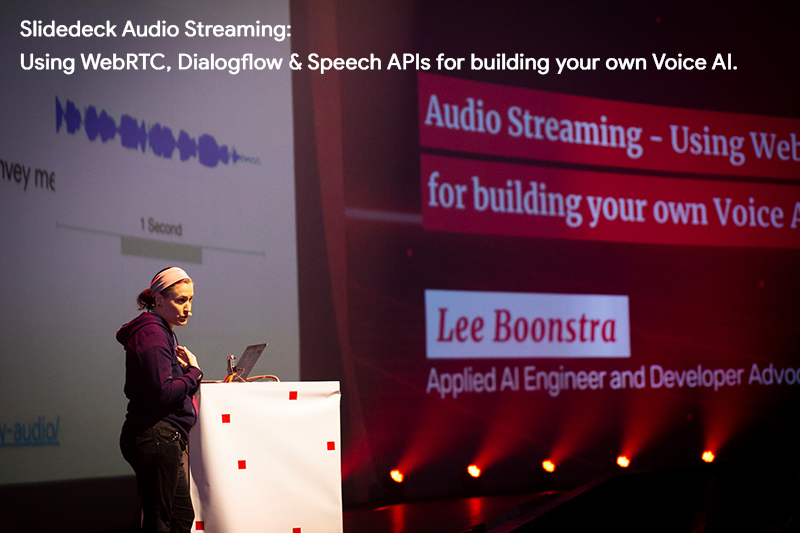 Slidedeck Audio Streaming:
Using WebRTC, Dialogflow & Speech APIs for building your own Voice AI.
Audio Streaming – Using Web
for building your own Voice A
nvey me
1 Second
Lee Boonstra
Applied AI Engineer and Developer Advoc
w-audio/